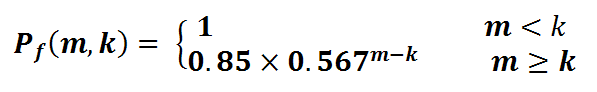 P_f(m, k) = { 1    m < k
0.85 × 0.567^{m−k}    m ≥ k